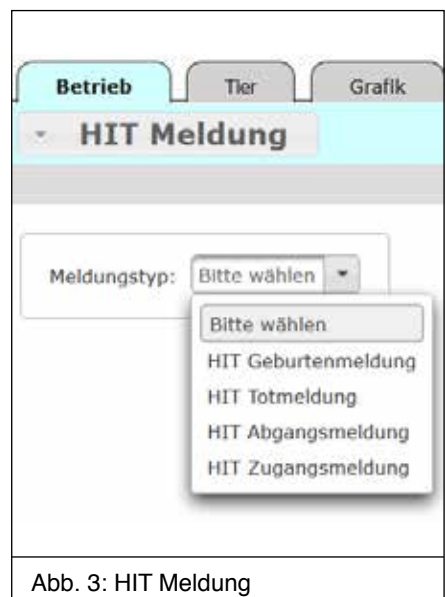 Betrieb Tier Grafik
HIT Meldung
Meldungstyp: Bitte wählen
Bitte wählen
HIT Geburtenmeldung
HIT Totmeldung
HIT Abgangsmeldung
HIT Zugangsmeldung
Abb. 3: HIT Meldung